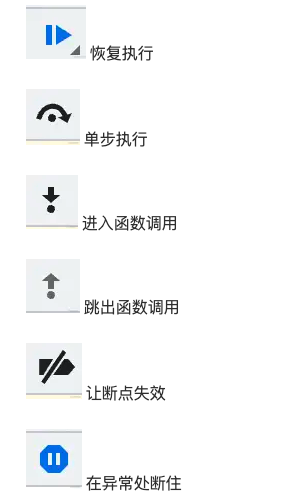 恢复执行
单步执行
进入函数调用
跳出函数调用
让断点失效
在异常处断住